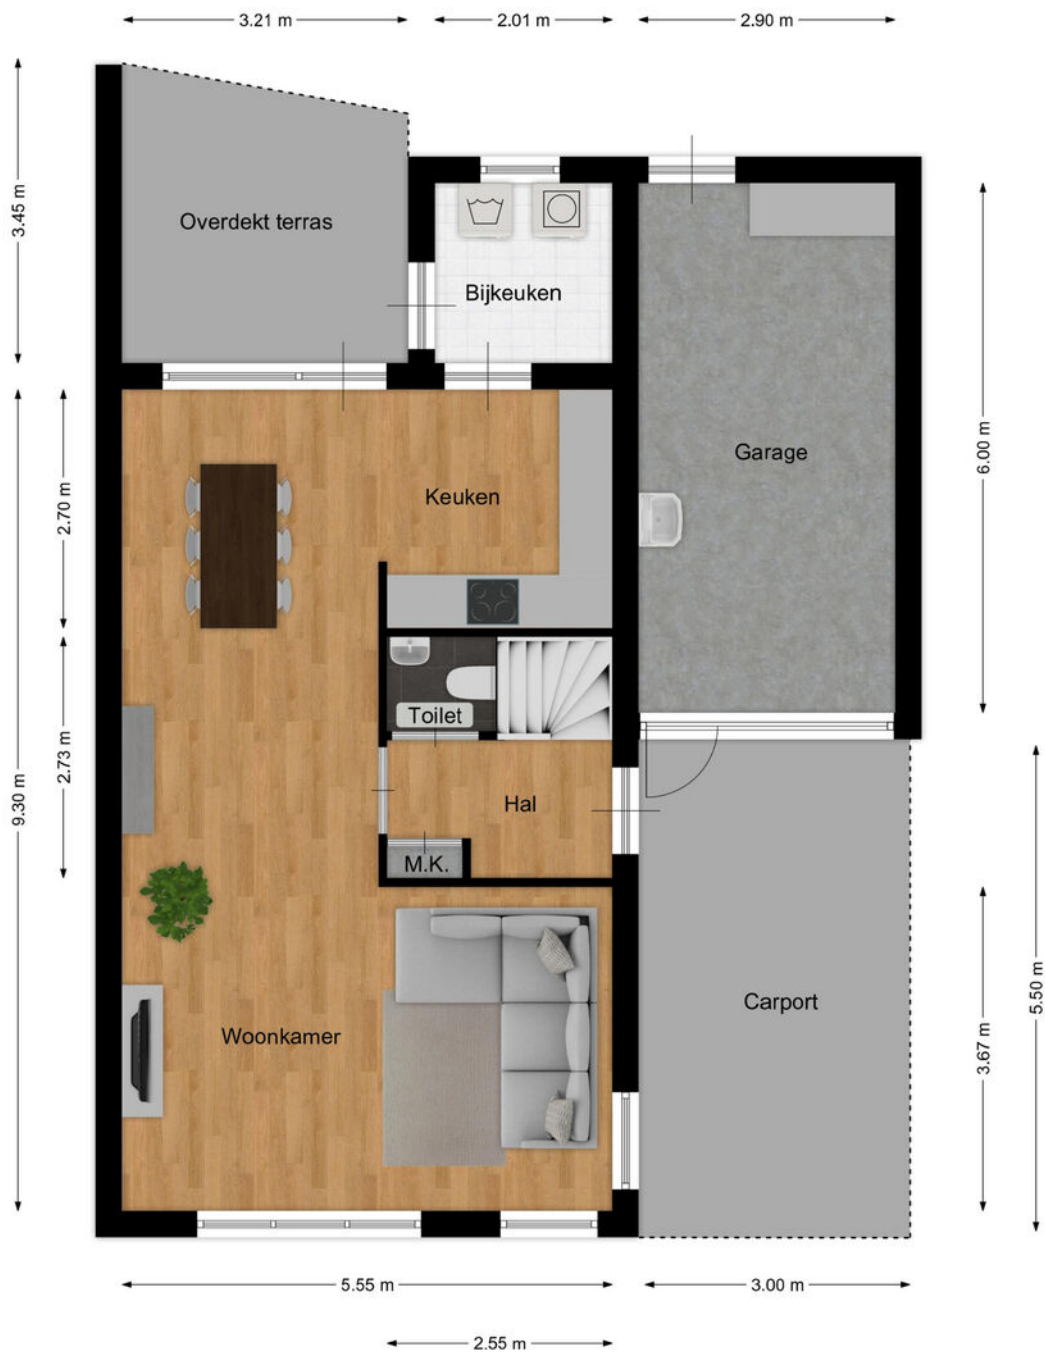 3.21 m
2.01 m
2.90 m
3.45 m
Overdekt terras
Bijkeuken
6.00 m
Garage
2.70 m
Keuken
Toilet
2.73 m
9.30 m
Hal
M.K.
Carport
5.50 m
3.67 m
Woonkamer
5.55 m
3.00 m
2.55 m